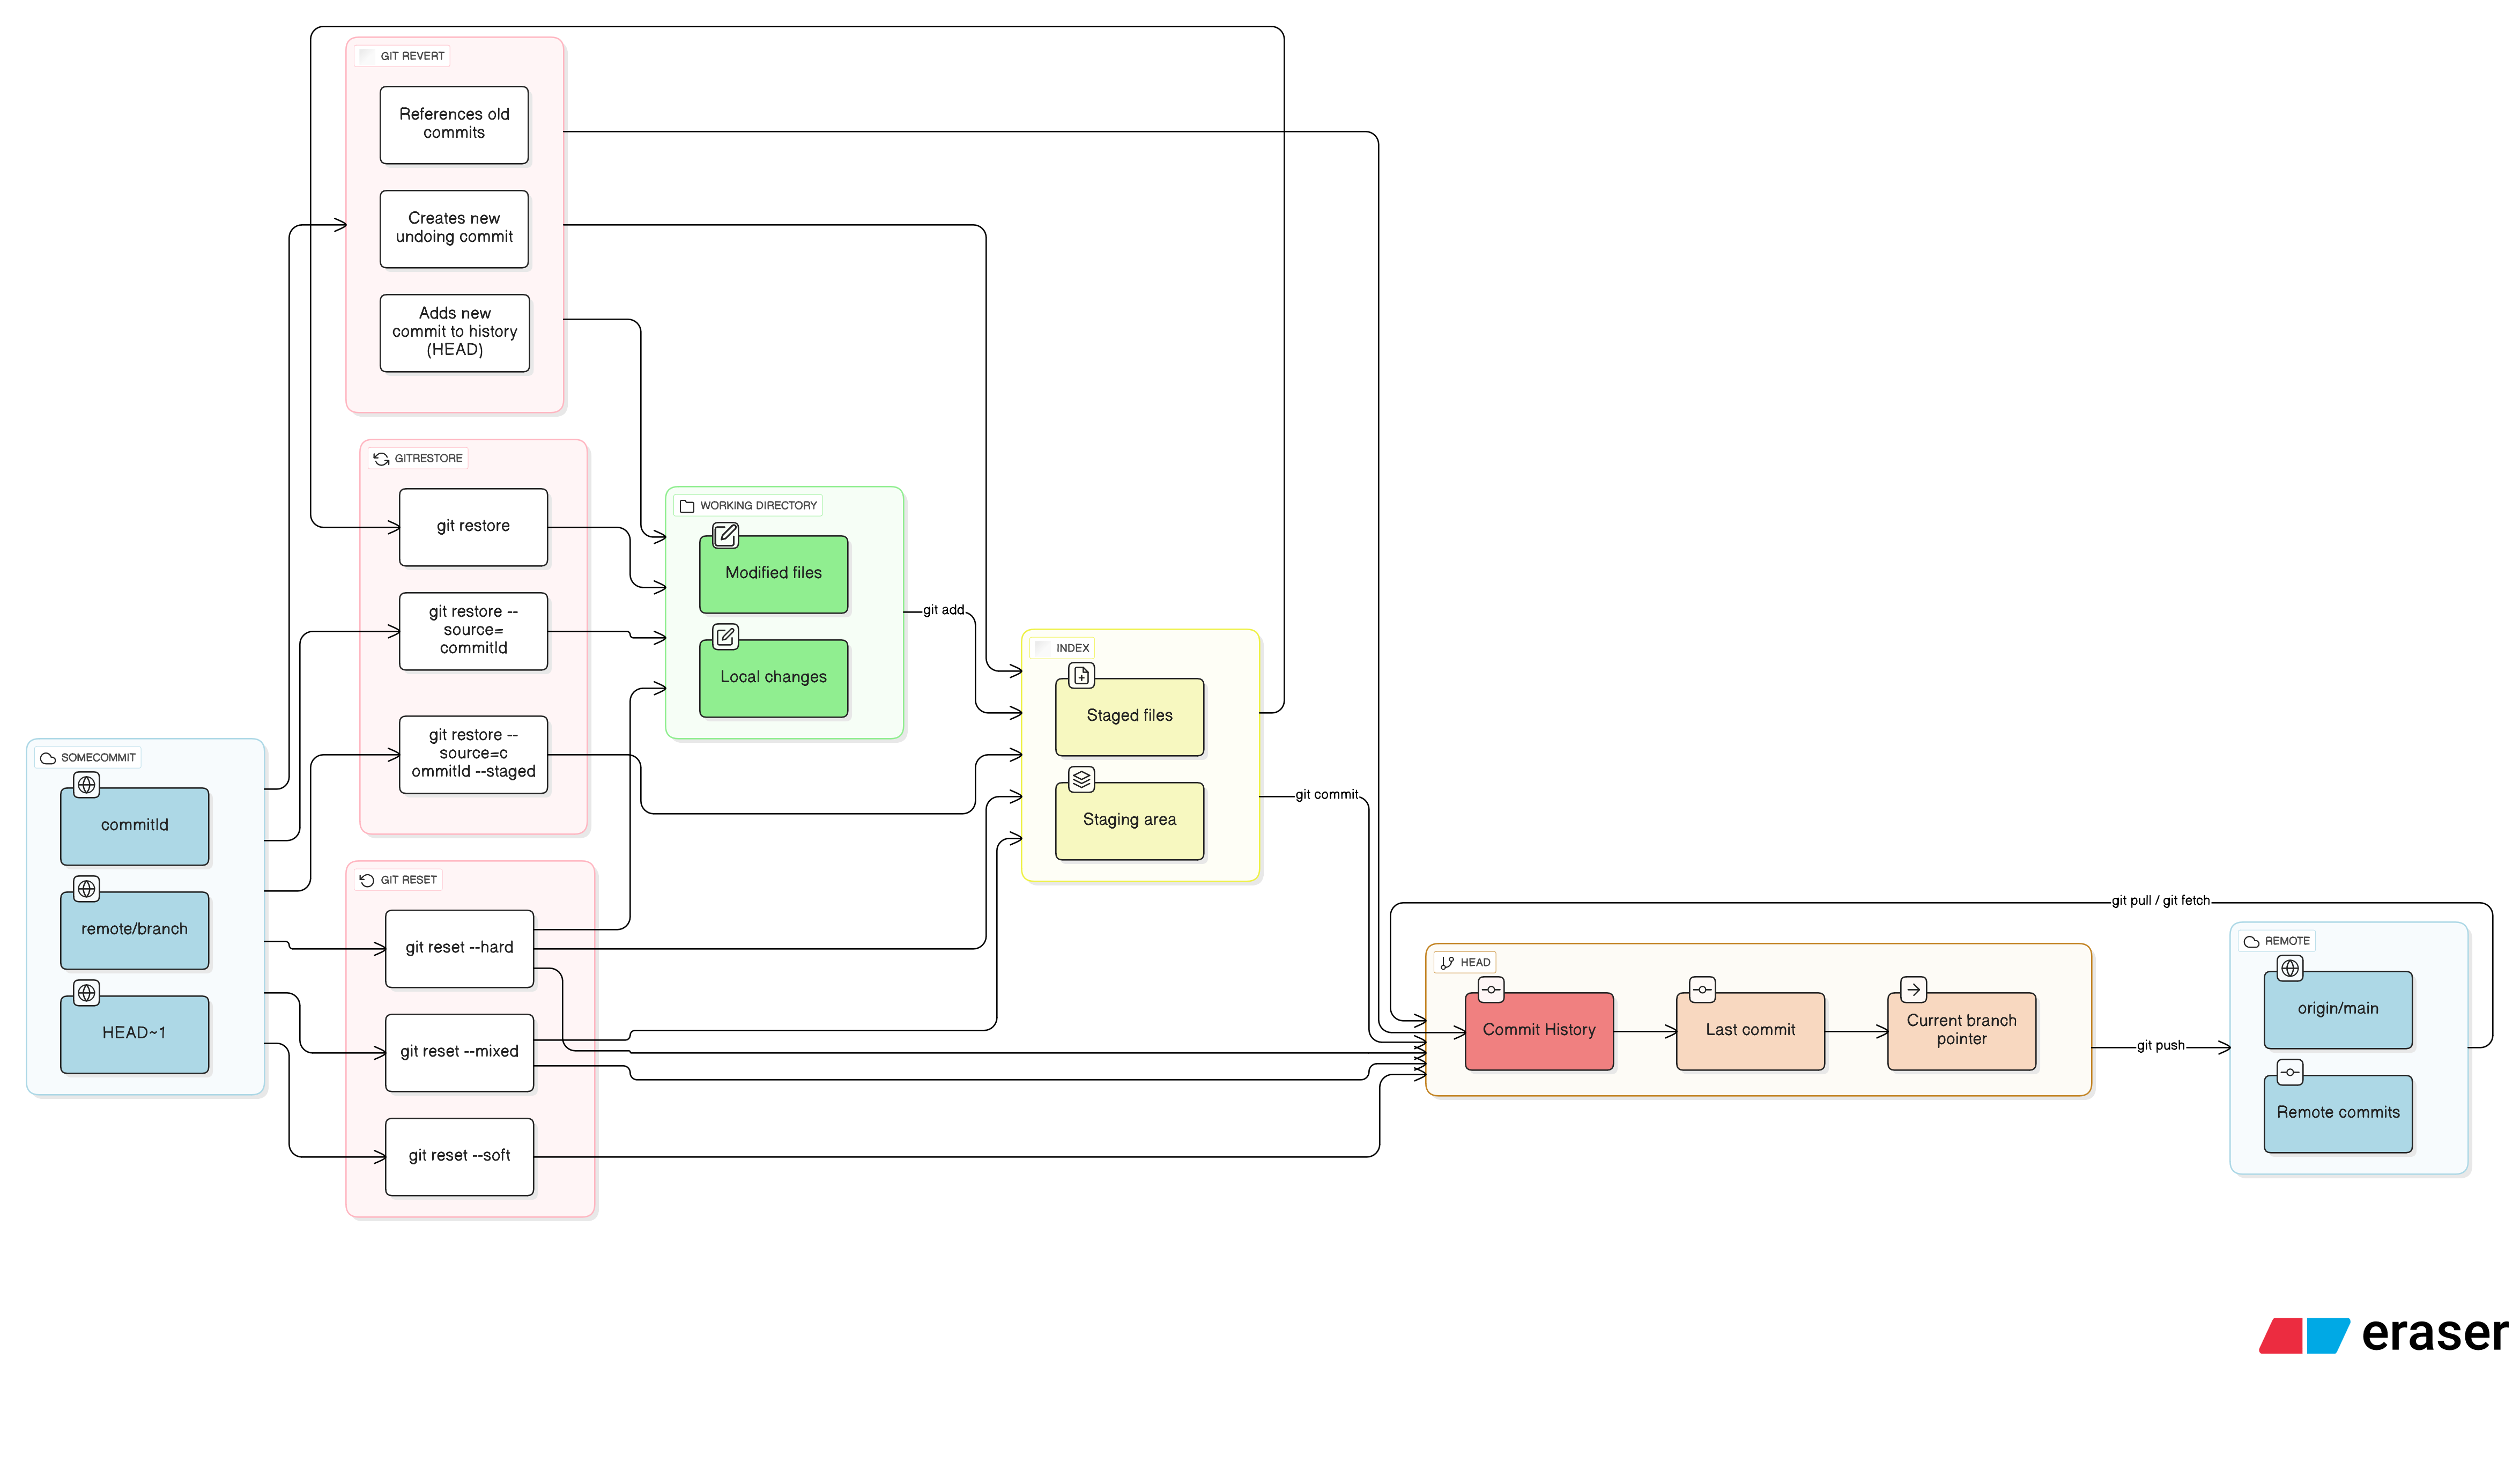 GIT REVERT
References old
commits
Creates new
undoing commit
Adds new
commit to history
(HEAD)
GITRESTORE
git restore
git restore --
source=
commitId
git restore --
source=c
ommitId --staged
WORKING DIRECTORY
Modified files
Local changes
git add
INDEX
Staged files
Staging area
git commit
SOMECOMMIT
commitId
remote/branch
HEAD~1
GIT RESET
git reset --hard
git reset --mixed
git reset --soft
git pull / git fetch
HEAD
Commit History
Last commit
Current branch
pointer
git push
REMOTE
origin/main
Remote commits
eraser